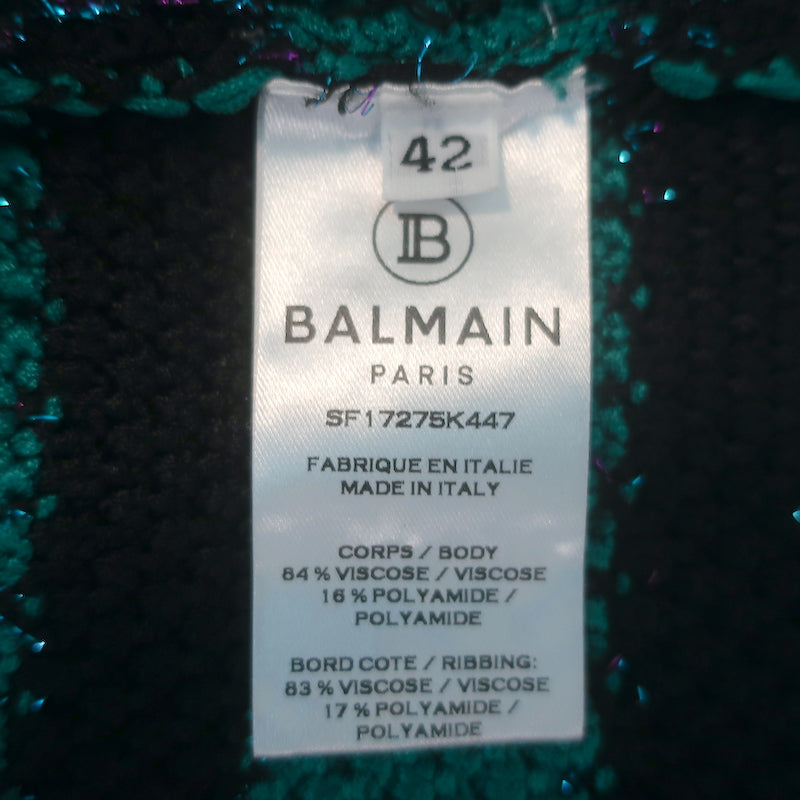 42
B
BALMAIN
PARIS
SF17275K447
FABRIQUE EN ITALIE
MADE IN ITALY
CORPS / BODY
84 % VISCOSE / VISCOSE
16 % POLYAMIDE /
POLYAMIDE
BORD COTE / RIBBING:
83 % VISCOSE / VISCOSE
17 % POLYAMIDE /
POLYAMIDE